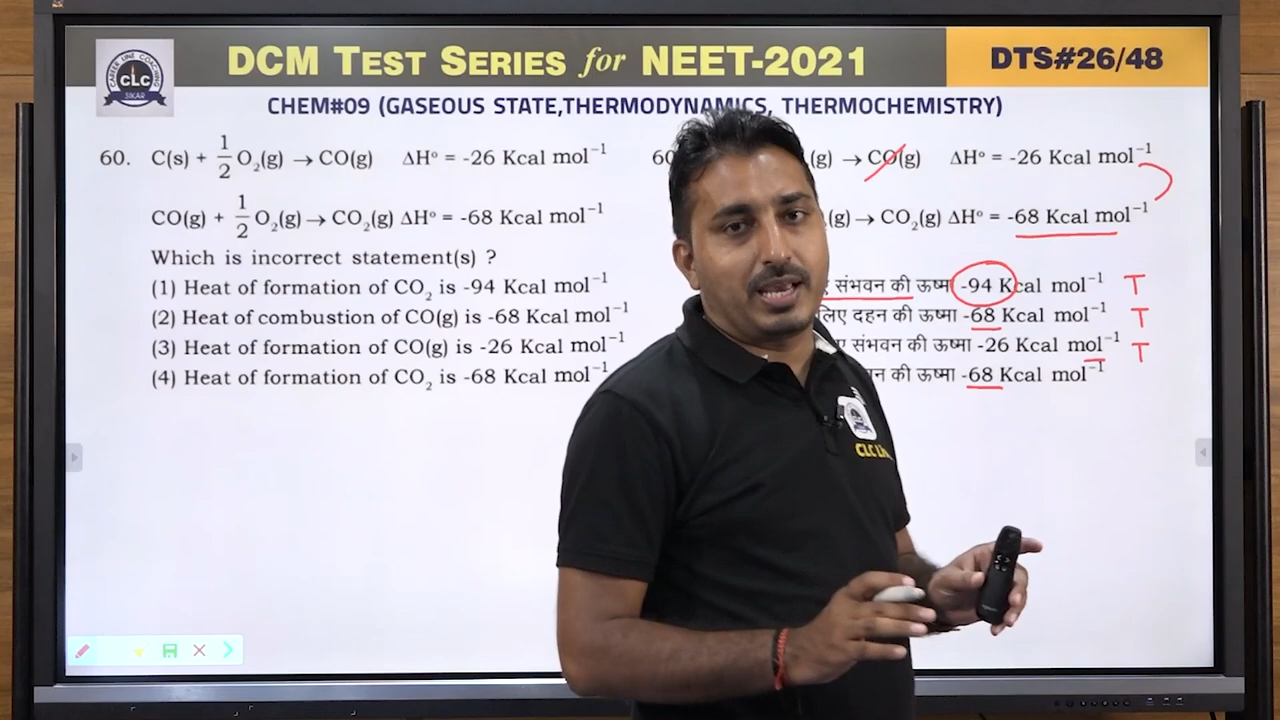 DCM TEST SERIES for NEET-2021
DTS#26/48
CAREER LINE COACHING
CLC
SIKAR
CHEM#09 (GASEOUS STATE,THERMODYNAMICS, THERMOCHEMISTRY)
60. C(s) + 1/2 O₂(g) → CO(g) ΔH° = -26 Kcal mol⁻¹
CO(g) + 1/2 O₂(g) → CO₂(g) ΔH° = -68 Kcal mol⁻¹
Which is incorrect statement(s) ?
(1) Heat of formation of CO₂ is -94 Kcal mol⁻¹
(2) Heat of combustion of CO(g) is -68 Kcal mol⁻¹
(3) Heat of formation of CO(g) is -26 Kcal mol⁻¹
(4) Heat of formation of CO₂ is -68 Kcal mol⁻¹
(g) → CO(g) ΔH° = -26 Kcal mol⁻¹
(g) → CO₂(g) ΔH° = -68 Kcal mol⁻¹
संभवन की ऊष्मा -94 Kcal mol⁻¹ T
लिए दहन की ऊष्मा -68 Kcal mol⁻¹ T
संभवन की ऊष्मा -26 Kcal mol⁻¹ T
की ऊष्मा -68 Kcal mol⁻¹
CLC